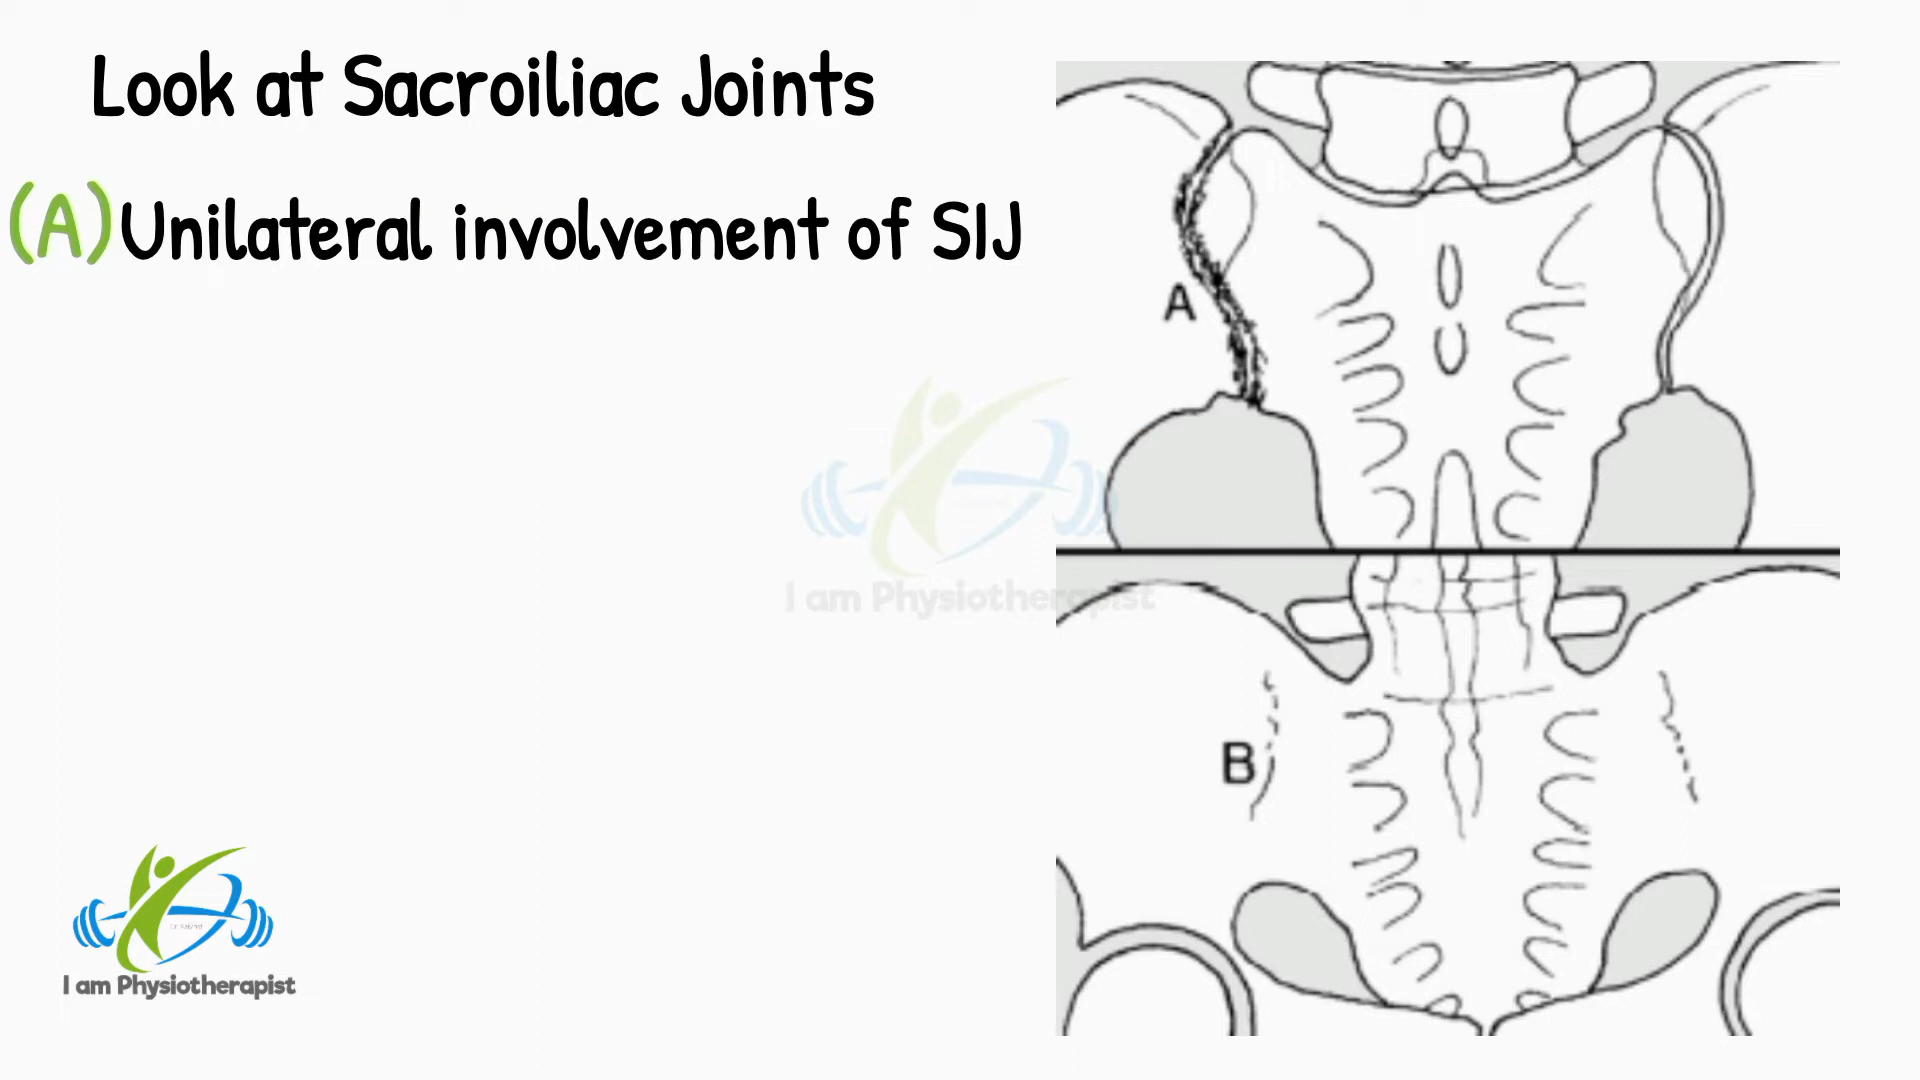 Look at Sacroiliac Joints
(A) Unilateral involvement of SIJ
A
I am Physiotherapist
B
I am Physiotherapist